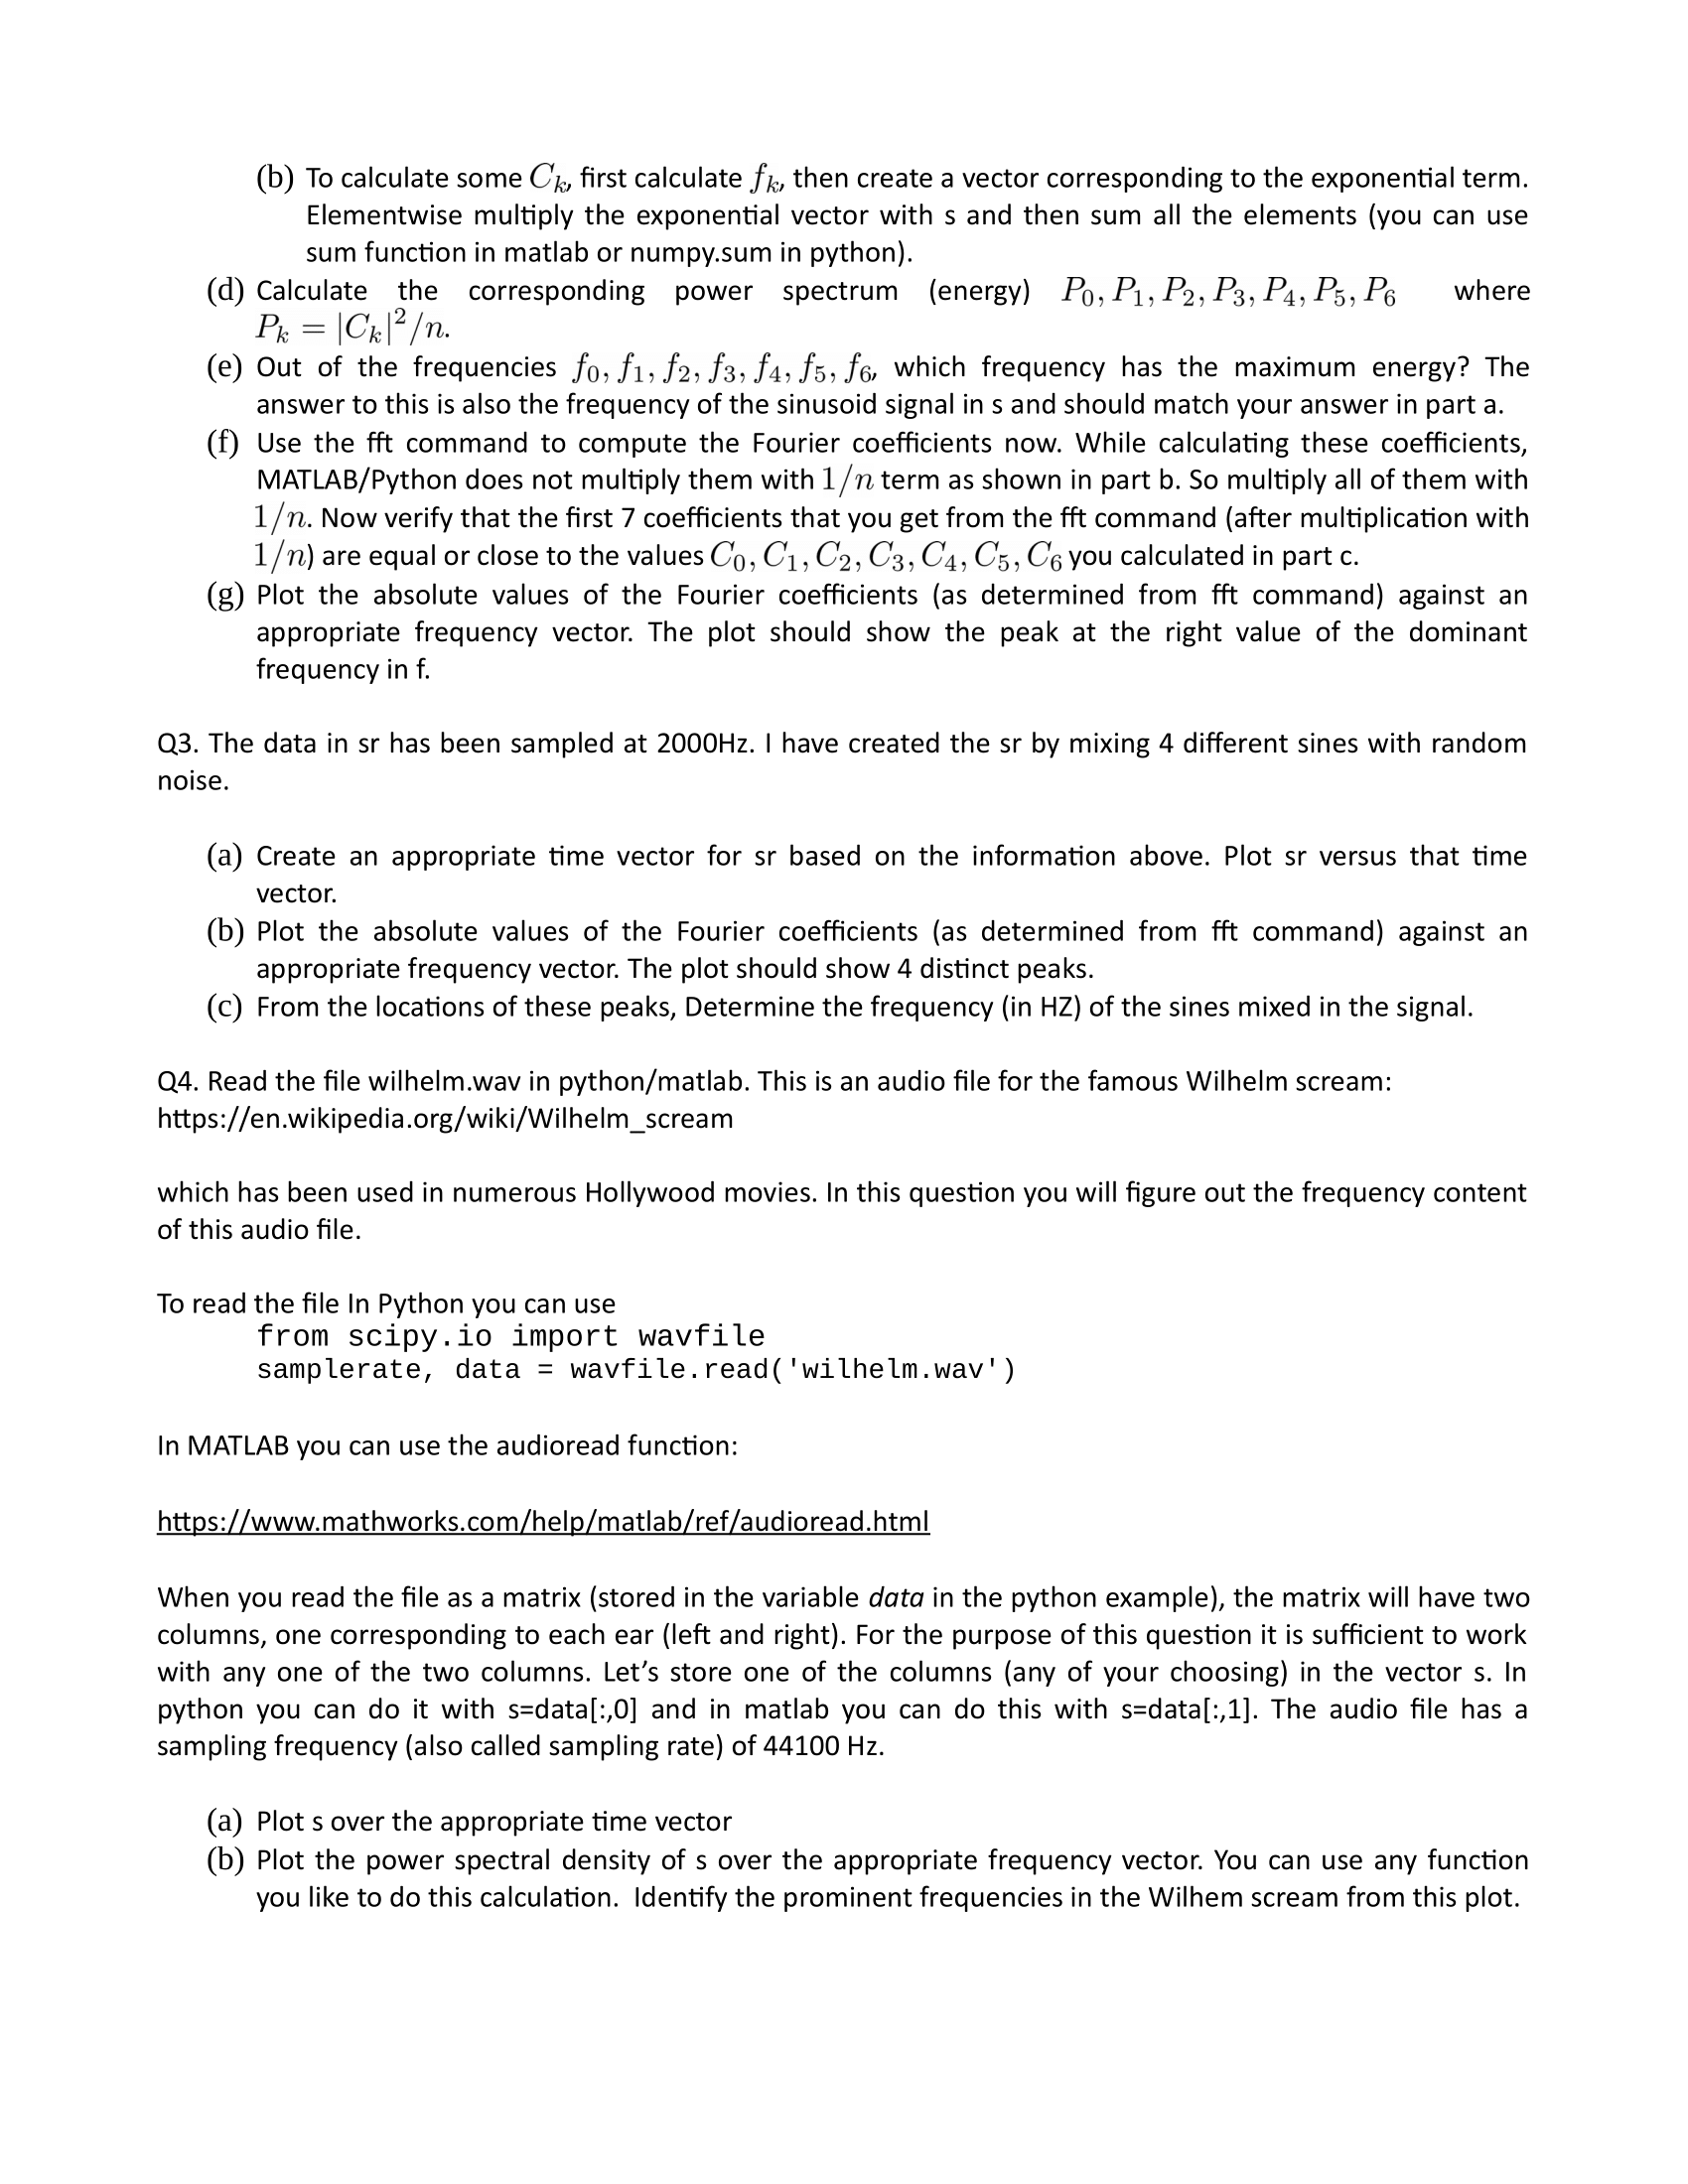 (b) To calculate some C_k, first calculate f_k, then create a vector corresponding to the exponential term.
Elementwise multiply the exponential vector with s and then sum all the elements (you can use
sum function in matlab or numpy.sum in python).
(d) Calculate the corresponding power spectrum (energy) P_0, P_1, P_2, P_3, P_4, P_5, P_6 where
P_k = |C_k|^2/n.
(e) Out of the frequencies f_0, f_1, f_2, f_3, f_4, f_5, f_6, which frequency has the maximum energy? The
answer to this is also the frequency of the sinusoid signal in s and should match your answer in part a.
(f) Use the fft command to compute the Fourier coefficients now. While calculating these coefficients,
MATLAB/Python does not multiply them with 1/n term as shown in part b. So multiply all of them with
1/n. Now verify that the first 7 coefficients that you get from the fft command (after multiplication with
1/n) are equal or close to the values C_0, C_1, C_2, C_3, C_4, C_5, C_6 you calculated in part c.
(g) Plot the absolute values of the Fourier coefficients (as determined from fft command) against an
appropriate frequency vector. The plot should show the peak at the right value of the dominant
frequency in f.
Q3. The data in sr has been sampled at 2000Hz. I have created the sr by mixing 4 different sines with random
noise.
(a) Create an appropriate time vector for sr based on the information above. Plot sr versus that time
vector.
(b) Plot the absolute values of the Fourier coefficients (as determined from fft command) against an
appropriate frequency vector. The plot should show 4 distinct peaks.
(c) From the locations of these peaks, Determine the frequency (in HZ) of the sines mixed in the signal.
Q4. Read the file wilhelm.wav in python/matlab. This is an audio file for the famous Wilhelm scream:
https://en.wikipedia.org/wiki/Wilhelm_scream
which has been used in numerous Hollywood movies. In this question you will figure out the frequency content
of this audio file.
To read the file In Python you can use
from scipy.io import wavfile
samplerate, data = wavfile.read('wilhelm.wav')
In MATLAB you can use the audioread function:
https://www.mathworks.com/help/matlab/ref/audioread.html
When you read the file as a matrix (stored in the variable data in the python example), the matrix will have two
columns, one corresponding to each ear (left and right). For the purpose of this question it is sufficient to work
with any one of the two columns. Let’s store one of the columns (any of your choosing) in the vector s. In
python you can do it with s=data[:,0] and in matlab you can do this with s=data[:,1]. The audio file has a
sampling frequency (also called sampling rate) of 44100 Hz.
(a) Plot s over the appropriate time vector
(b) Plot the power spectral density of s over the appropriate frequency vector. You can use any function
you like to do this calculation. Identify the prominent frequencies in the Wilhem scream from this plot.